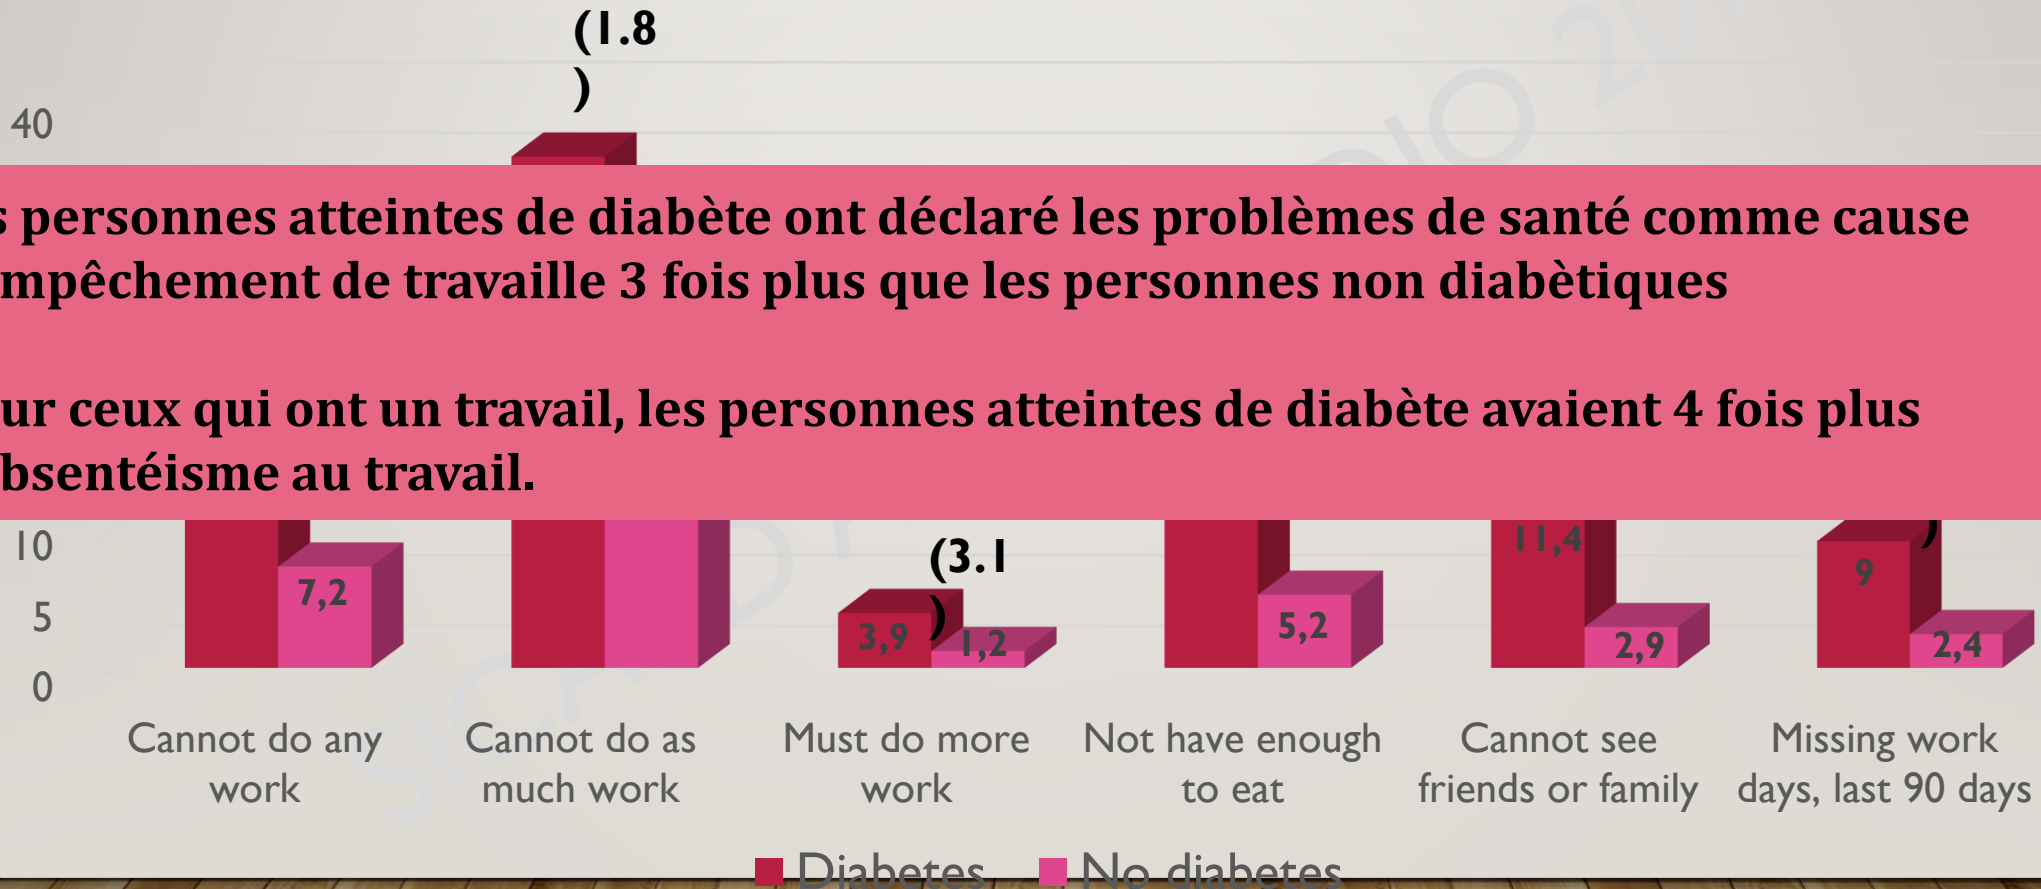 (1.8
)
40
personnes atteintes de diabète ont déclaré les problèmes de santé comme cause
mpêchement de travaille 3 fois plus que les personnes non diabètiques
ur ceux qui ont un travail, les personnes atteintes de diabète avaient 4 fois plus
bsentéisme au travail.
10
5
0
7,2
(3.1
)
3,9
1,2
5,2
11,4
2,9
)
9
2,4
Cannot do any
work
Cannot do as
much work
Must do more
work
Not have enough
to eat
Cannot see
friends or family
Missing work
days, last 90 days
Diabetes
No diabetes